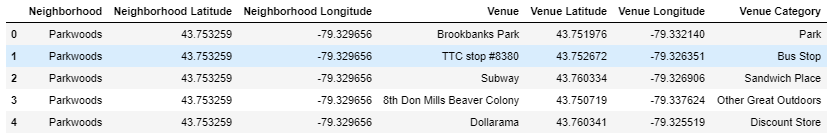 Neighborhood Neighborhood Latitude Neighborhood Longitude Venue Venue Latitude Venue Longitude Venue Category
0 Parkwoods 43.753259 -79.329656 Brookbanks Park 43.751976 -79.332140 Park
1 Parkwoods 43.753259 -79.329656 TTC stop #8380 43.752672 -79.326351 Bus Stop
2 Parkwoods 43.753259 -79.329656 Subway 43.760334 -79.326906 Sandwich Place
3 Parkwoods 43.753259 -79.329656 8th Don Mills Beaver Colony 43.750719 -79.337624 Other Great Outdoors
4 Parkwoods 43.753259 -79.329656 Dollarama 43.760341 -79.325519 Discount Store